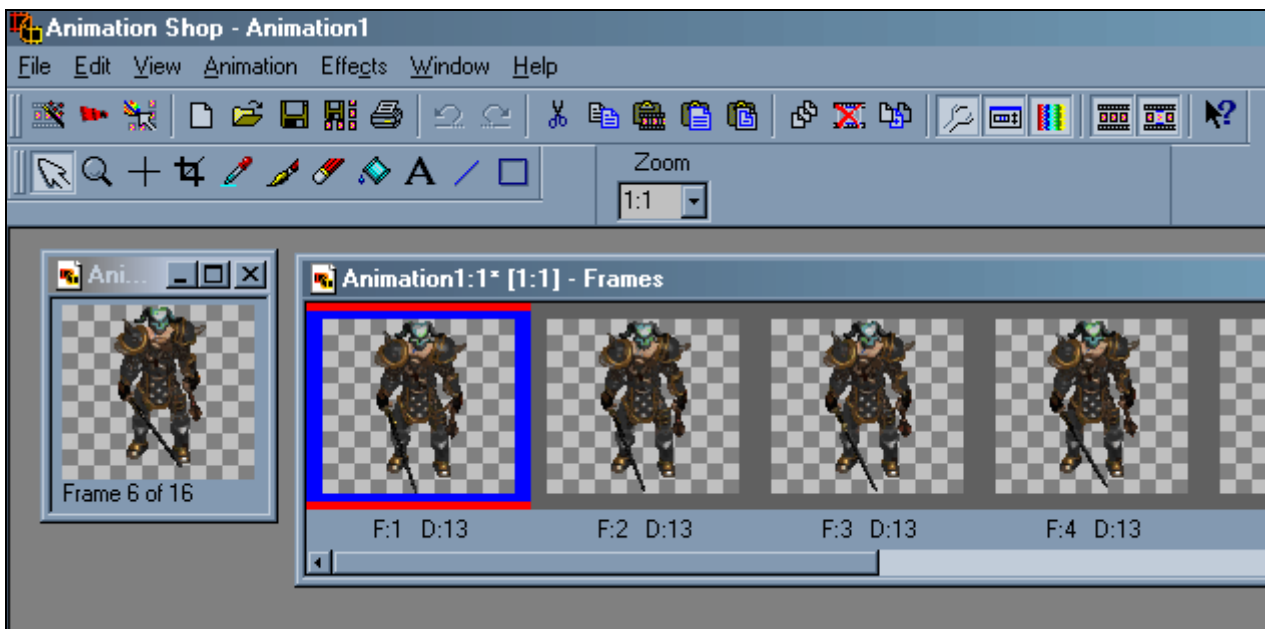 Animation Shop - Animation1
File Edit View Animation Effects Window Help
A
Zoom
1:1
Ani...
Animation1:1* [1:1] - Frames
Frame 6 of 16
F:1 D:13 F:2 D:13 F:3 D:13 F:4 D:13